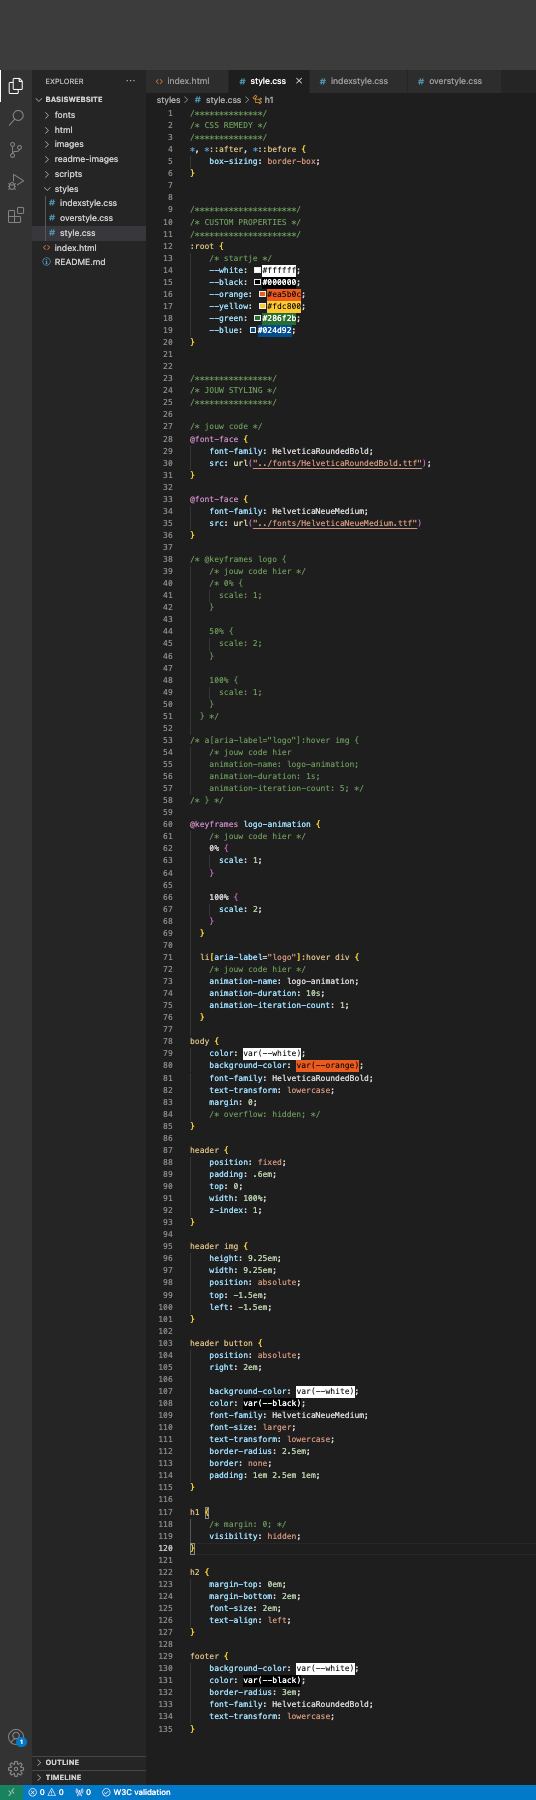 EXPLORER
BASISWEBSITE
fonts
html
images
readme-images
scripts
styles
# indexstyle.css
# overstyle.css
# style.css
<> index.html
README.md
OUTLINE
TIMELINE
<> index.html
# style.css
# indexstyle.css
# overstyle.css
styles > # style.css > h1
1 /**************/
2 /* CSS REMEDY */
3 /**************/
4 *, *::after, *::before {
5 box-sizing: border-box;
6 }
7
8
9 /*********************/
10 /* CUSTOM PROPERTIES */
11 /*********************/
12 :root {
13 /* startje */
14 --white: #ffffff;
15 --black: #000000;
16 --orange: #ea5b0c;
17 --yellow: #fdc800;
18 --green: #286f2b;
19 --blue: #024d92;
20 }
21
22
23 /****************/
24 /* JOUW STYLING */
25 /****************/
26
27 /* jouw code */
28 @font-face {
29 font-family: HelveticaRoundedBold;
30 src: url("../fonts/HelveticaRoundedBold.ttf");
31 }
32
33 @font-face {
34 font-family: HelveticaNeueMedium;
35 src: url("../fonts/HelveticaNeueMedium.ttf")
36 }
37
38 /* @keyframes logo {
39 /* jouw code hier */
40 /* 0% {
41 scale: 1;
42 }
43
44 50% {
45 scale: 2;
46 }
47
48 100% {
49 scale: 1;
50 }
51 } */
52
53 /* a[aria-label="logo"]:hover img {
54 /* jouw code hier
55 animation-name: logo-animation;
56 animation-duration: 1s;
57 animation-iteration-count: 5; */
58 /* } */
59
60 @keyframes logo-animation {
61 /* jouw code hier */
62 0% {
63 scale: 1;
64 }
65
66 100% {
67 scale: 2;
68 }
69 }
70
71 li[aria-label="logo"]:hover div {
72 /* jouw code hier */
73 animation-name: logo-animation;
74 animation-duration: 10s;
75 animation-iteration-count: 1;
76 }
77
78 body {
79 color: var(--white);
80 background-color: var(--orange);
81 font-family: HelveticaRoundedBold;
82 text-transform: lowercase;
83 margin: 0;
84 /* overflow: hidden; */
85 }
86
87 header {
88 position: fixed;
89 padding: .6em;
90 top: 0;
91 width: 100%;
92 z-index: 1;
93 }
94
95 header img {
96 height: 9.25em;
97 width: 9.25em;
98 position: absolute;
99 top: -1.5em;
100 left: -1.5em;
101 }
102
103 header button {
104 position: absolute;
105 right: 2em;
106
107 background-color: var(--white);
108 color: var(--black);
109 font-family: HelveticaNeueMedium;
110 font-size: larger;
111 text-transform: lowercase;
112 border-radius: 2.5em;
113 border: none;
114 padding: 1em 2.5em 1em;
115 }
116
117 h1 {
118 /* margin: 0; */
119 visibility: hidden;
120 }
121
122 h2 {
123 margin-top: 0em;
124 margin-bottom: 2em;
125 font-size: 2em;
126 text-align: left;
127 }
128
129 footer {
130 background-color: var(--white);
131 color: var(--black);
132 border-radius: 3em;
133 font-family: HelveticaRoundedBold;
134 text-transform: lowercase;
135 }
1
0 0 0 W3C validation